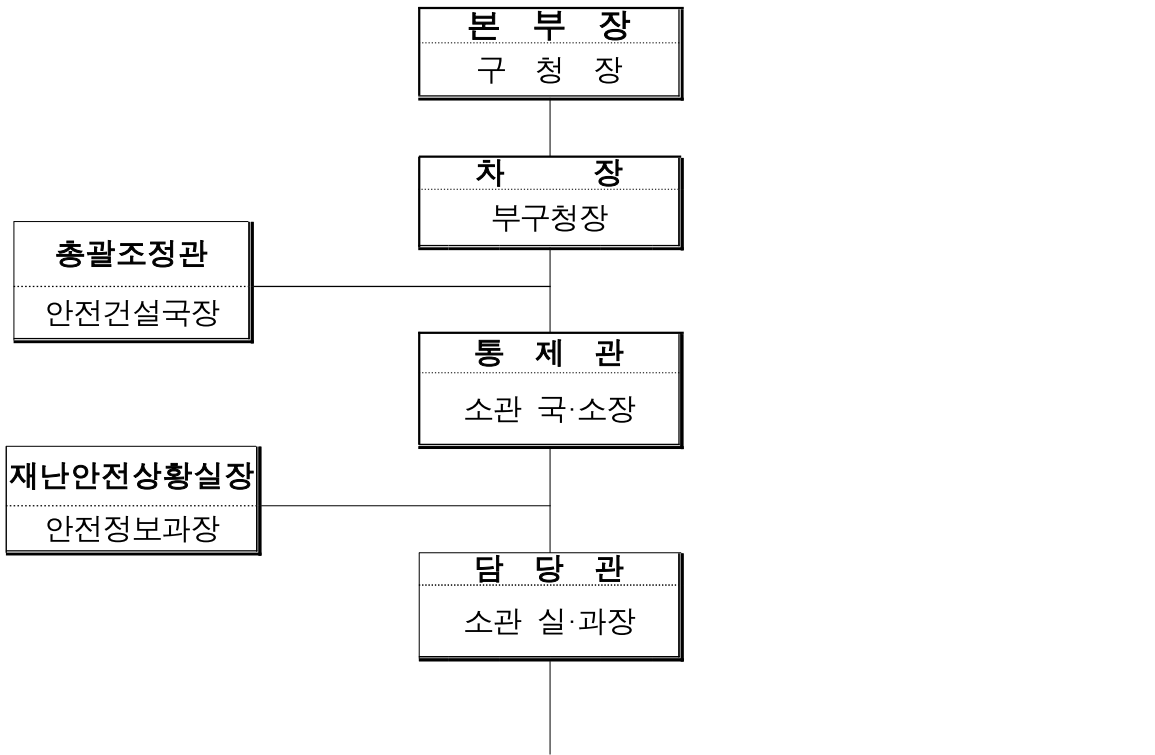 본 부 장
구 청 장
차 장
부구청장
총괄조정관
안전건설국장
통 제 관
소관 국·소장
재난안전상황실장
안전정보과장
담 당 관
소관 실·과장